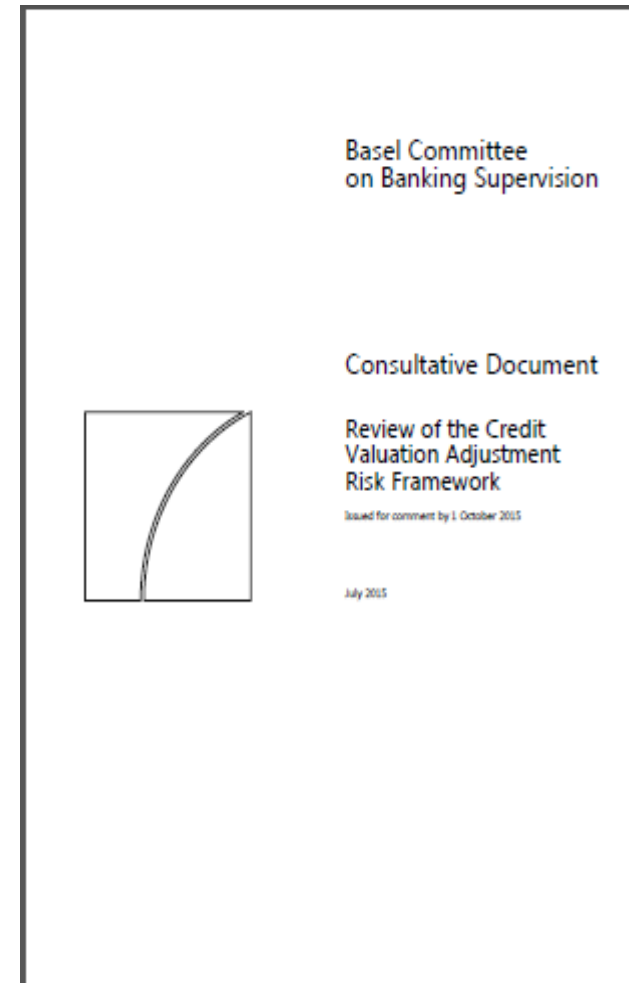 Basel Committee
on Banking Supervision
Consultative Document
Review of the Credit
Valuation Adjustment
Risk Framework
Issued for comment by 1 October 2015
July 2015